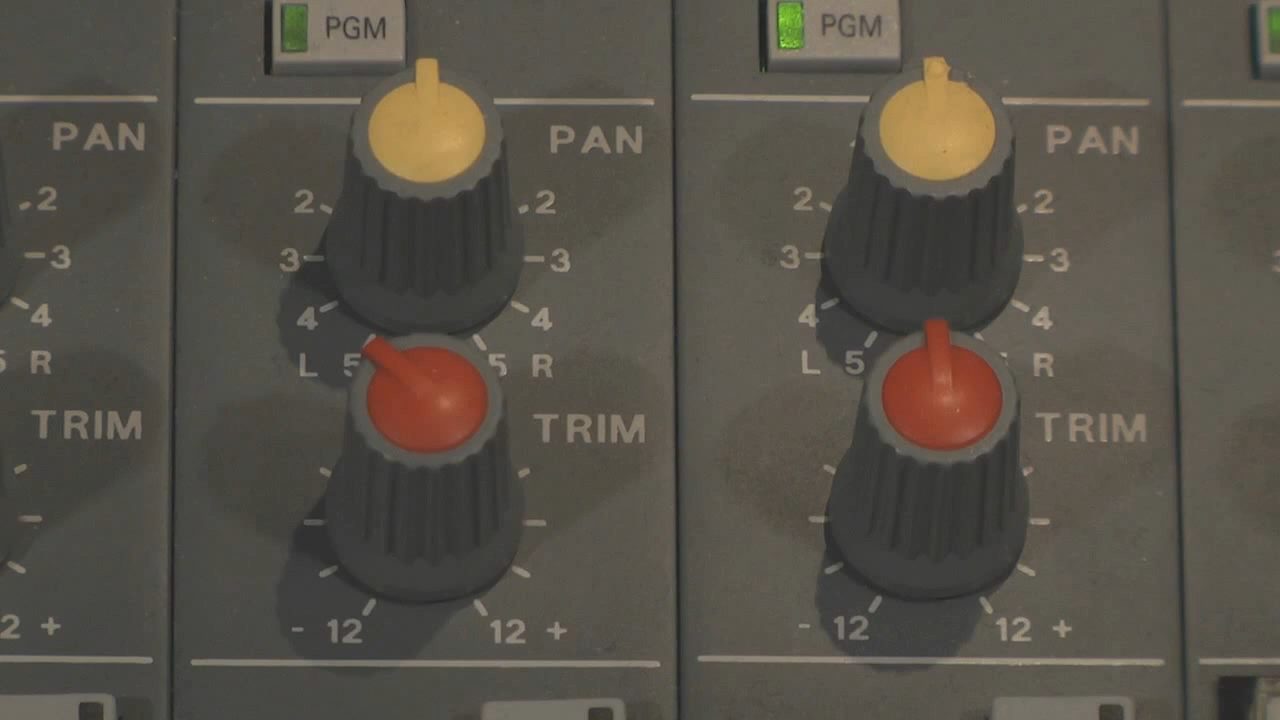 PGM PGM
PAN PAN PAN
2 2 2 2 2
3 3 3 3 3
4 4 4 4 4
5 R L 5 5 R L 5 R
TRIM TRIM TRIM
2 + - 12 12 + - 12 12 +